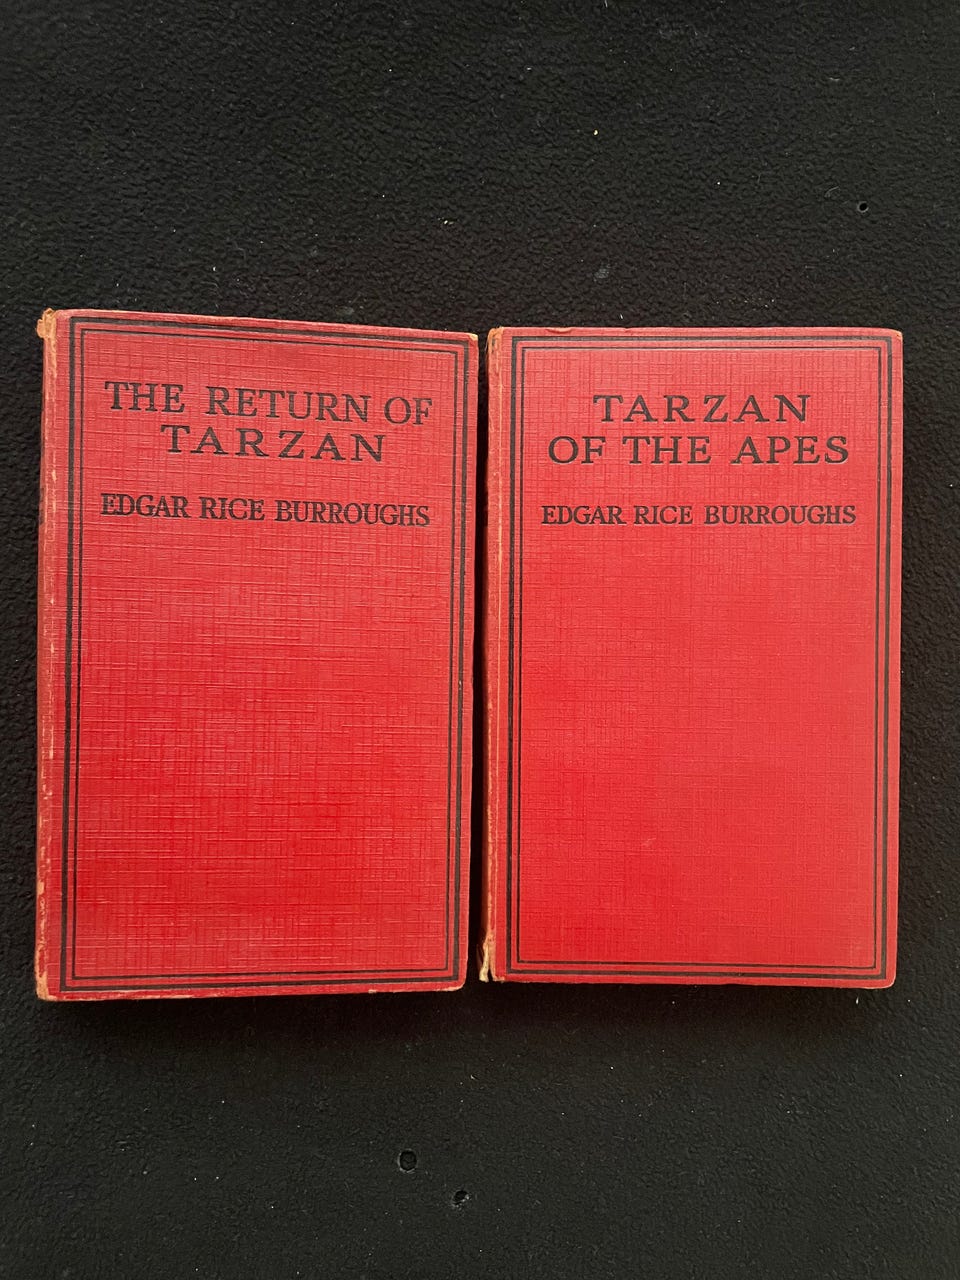 THE RETURN OF
TARZAN
EDGAR RICE BURROUGHS
TARZAN
OF THE APES
EDGAR RICE BURROUGHS